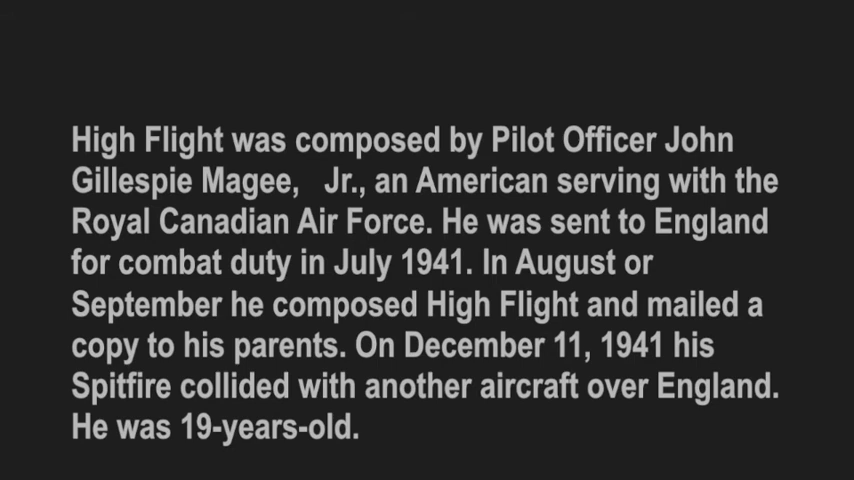 High Flight was composed by Pilot Officer John
Gillespie Magee,   Jr., an American serving with the
Royal Canadian Air Force. He was sent to England
for combat duty in July 1941. In August or
September he composed High Flight and mailed a
copy to his parents. On December 11, 1941 his
Spitfire collided with another aircraft over England.
He was 19-years-old.